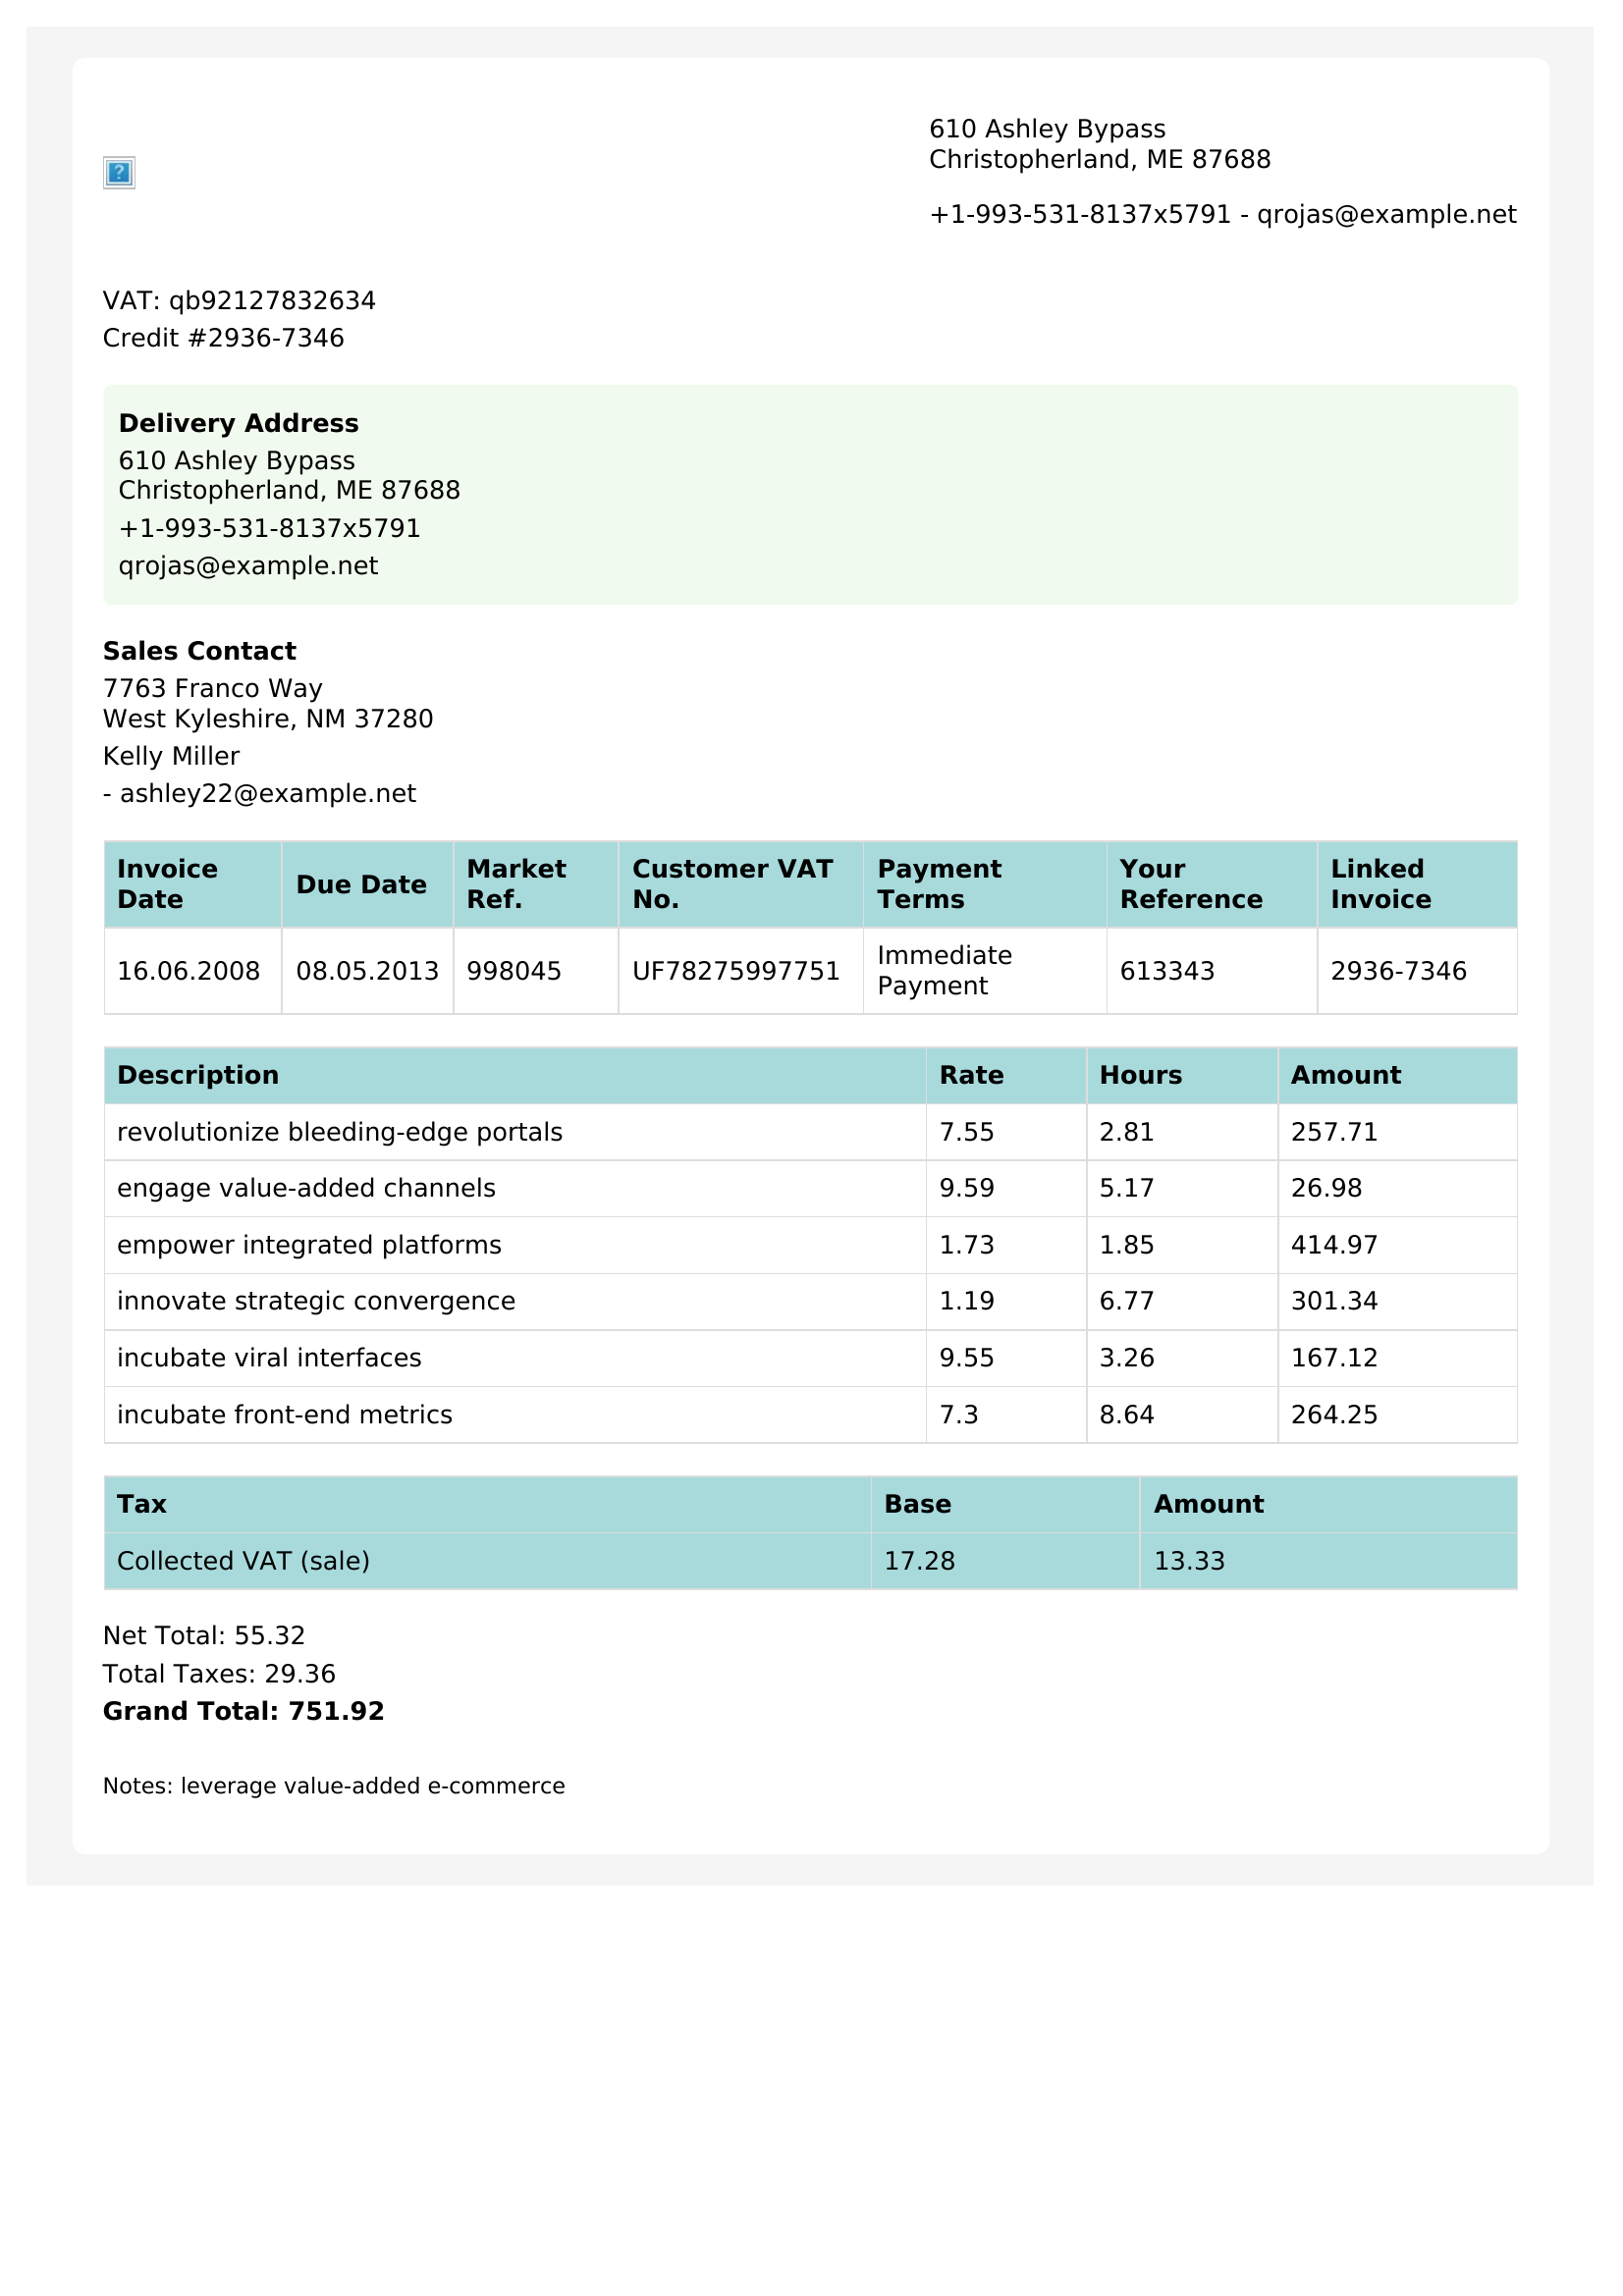 610 Ashley Bypass
Christopherland, ME 87688
+1-993-531-8137x5791 - qrojas@example.net
VAT: qb92127832634
Credit #2936-7346
Delivery Address
610 Ashley Bypass
Christopherland, ME 87688
+1-993-531-8137x5791
qrojas@example.net
Sales Contact
7763 Franco Way
West Kyleshire, NM 37280
Kelly Miller
- ashley22@example.net
Invoice Date Due Date Market Ref. Customer VAT No. Payment Terms Your Reference Linked Invoice
16.06.2008 08.05.2013 998045 UF78275997751 Immediate Payment 613343 2936-7346
Description Rate Hours Amount
revolutionize bleeding-edge portals 7.55 2.81 257.71
engage value-added channels 9.59 5.17 26.98
empower integrated platforms 1.73 1.85 414.97
innovate strategic convergence 1.19 6.77 301.34
incubate viral interfaces 9.55 3.26 167.12
incubate front-end metrics 7.3 8.64 264.25
Tax Base Amount
Collected VAT (sale) 17.28 13.33
Net Total: 55.32
Total Taxes: 29.36
Grand Total: 751.92
Notes: leverage value-added e-commerce